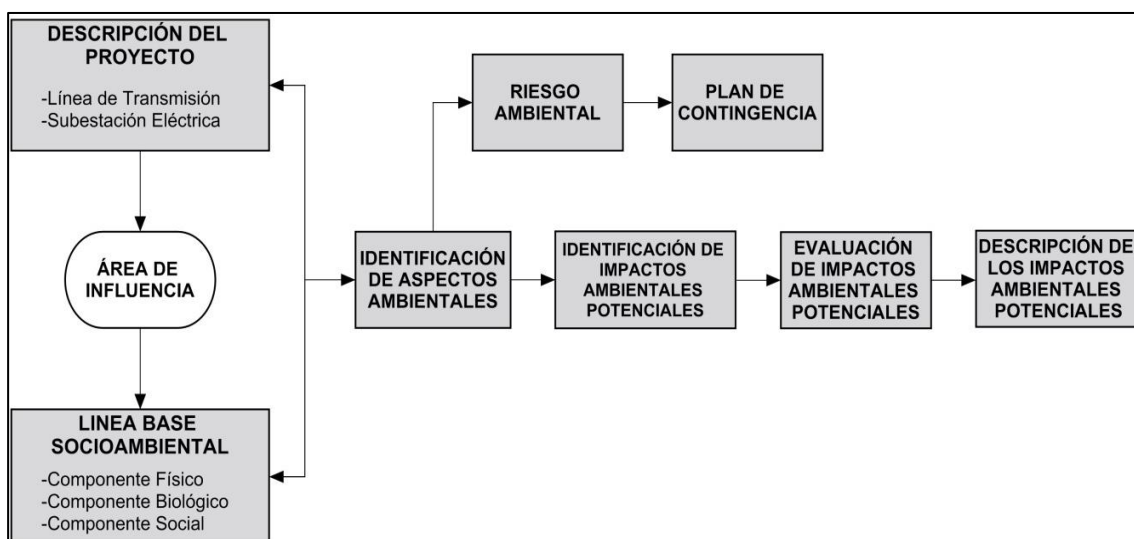 DESCRIPCIÓN DEL
PROYECTO
-Línea de Transmisión
-Subestación Eléctrica
ÁREA DE
INFLUENCIA
LINEA BASE
SOCIOAMBIENTAL
-Componente Físico
-Componente Biológico
-Componente Social
RIESGO
AMBIENTAL
PLAN DE
CONTINGENCIA
IDENTIFICACIÓN
DE ASPECTOS
AMBIENTALES
IDENTIFICACIÓN DE
IMPACTOS
AMBIENTALES
POTENCIALES
EVALUACIÓN
DE IMPACTOS
AMBIENTALES
POTENCIALES
DESCRIPCIÓN DE
LOS IMPACTOS
AMBIENTALES
POTENCIALES